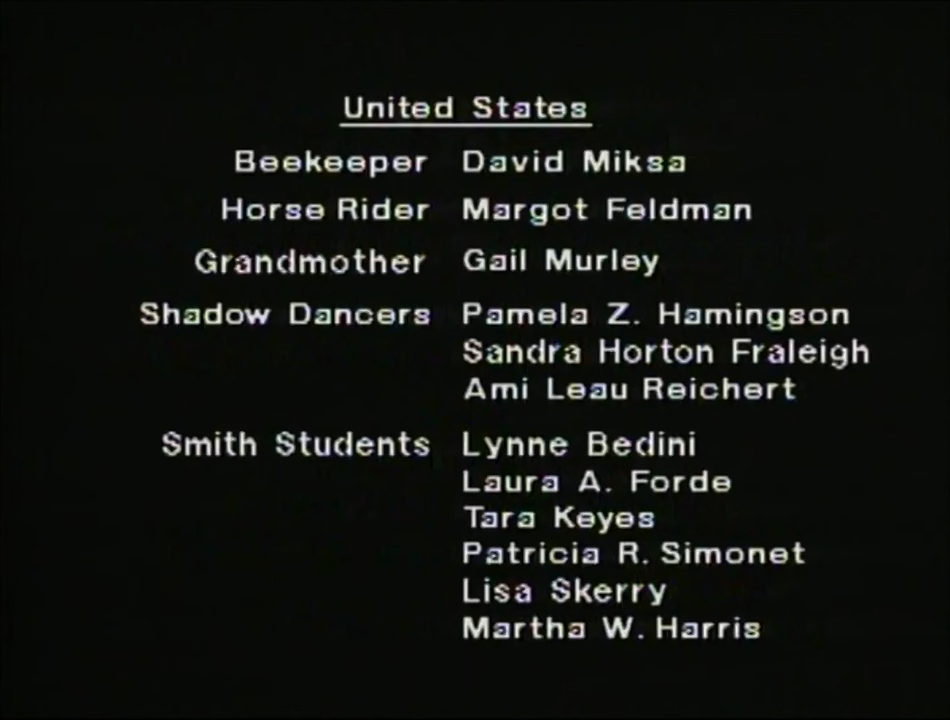 United States
Beekeeper David Miksa
Horse Rider Margot Feldman
Grandmother Gail Murley
Shadow Dancers Pamela Z. Hamingson
Sandra Horton Fraleigh
Ami Leau Reichert
Smith Students Lynne Bedini
Laura A. Forde
Tara Keyes
Patricia R. Simonet
Lisa Skerry
Martha W. Harris